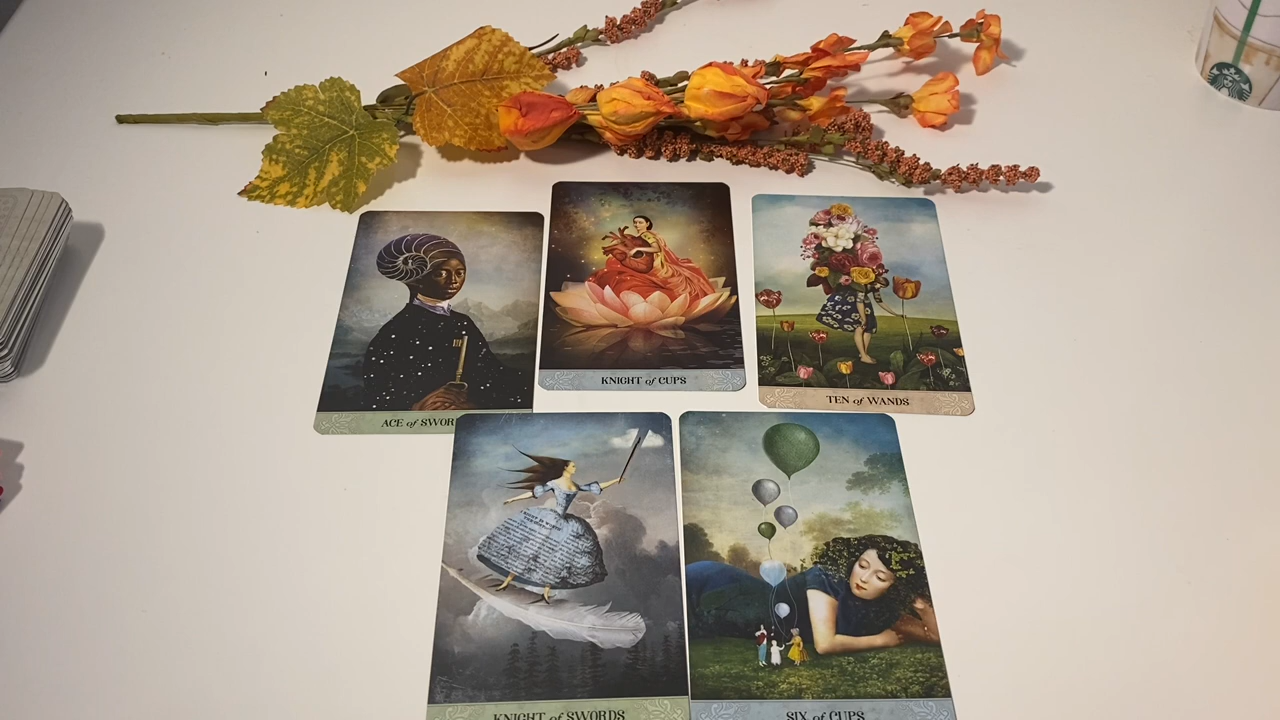 KNIGHT of CUPS
TEN of WANDS
ACE of SWOR
KNIGHT of SWORDS
SIX of CUPS